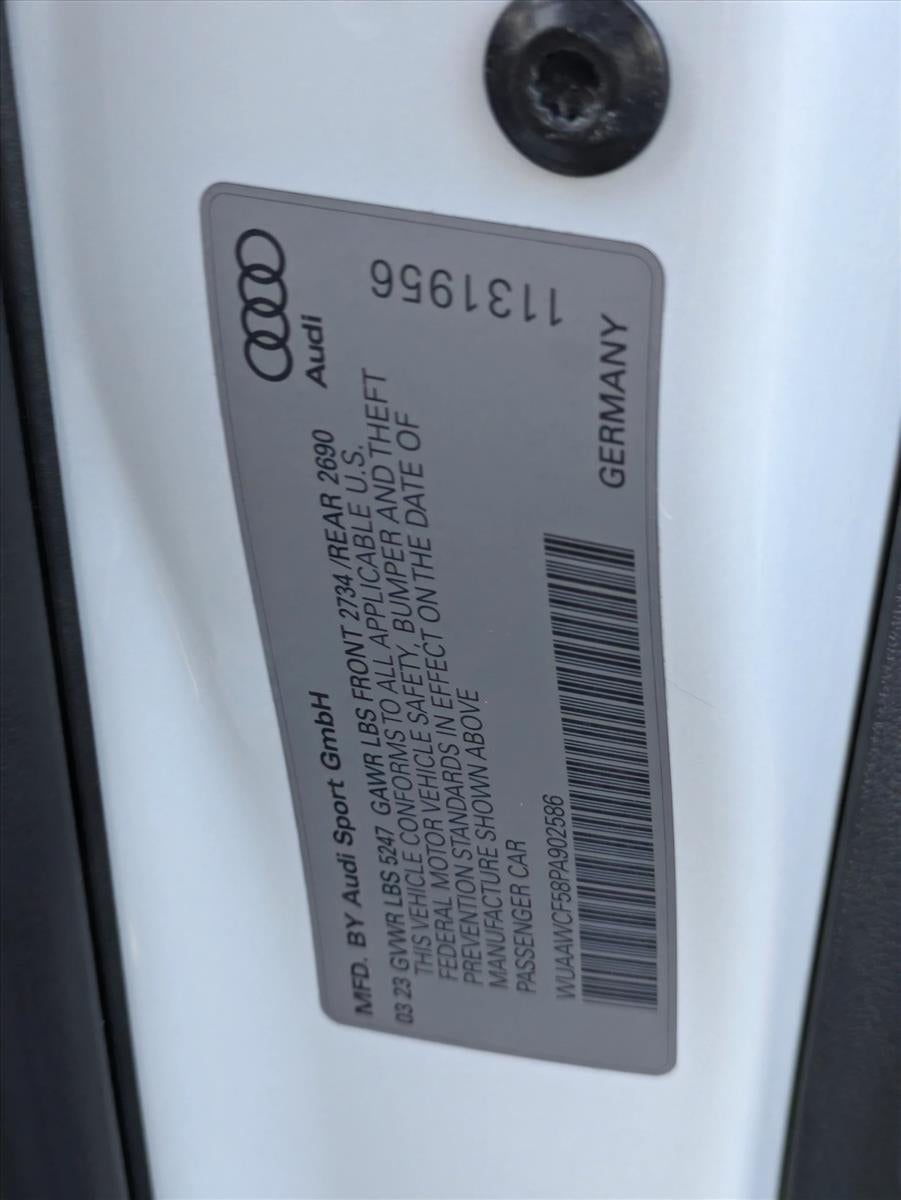 Audi
MFD. BY Audi Sport GmbH
03 23 GVWR LBS 5247 GAWR LBS FRONT 2734 /REAR 2690
THIS VEHICLE CONFORMS TO ALL APPLICABLE U.S.
FEDERAL MOTOR VEHICLE SAFETY, BUMPER AND THEFT
PREVENTION STANDARDS IN EFFECT ON THE DATE OF
MANUFACTURE SHOWN ABOVE
PASSENGER CAR
WUAAWCF58PA902586
GERMANY
1131956